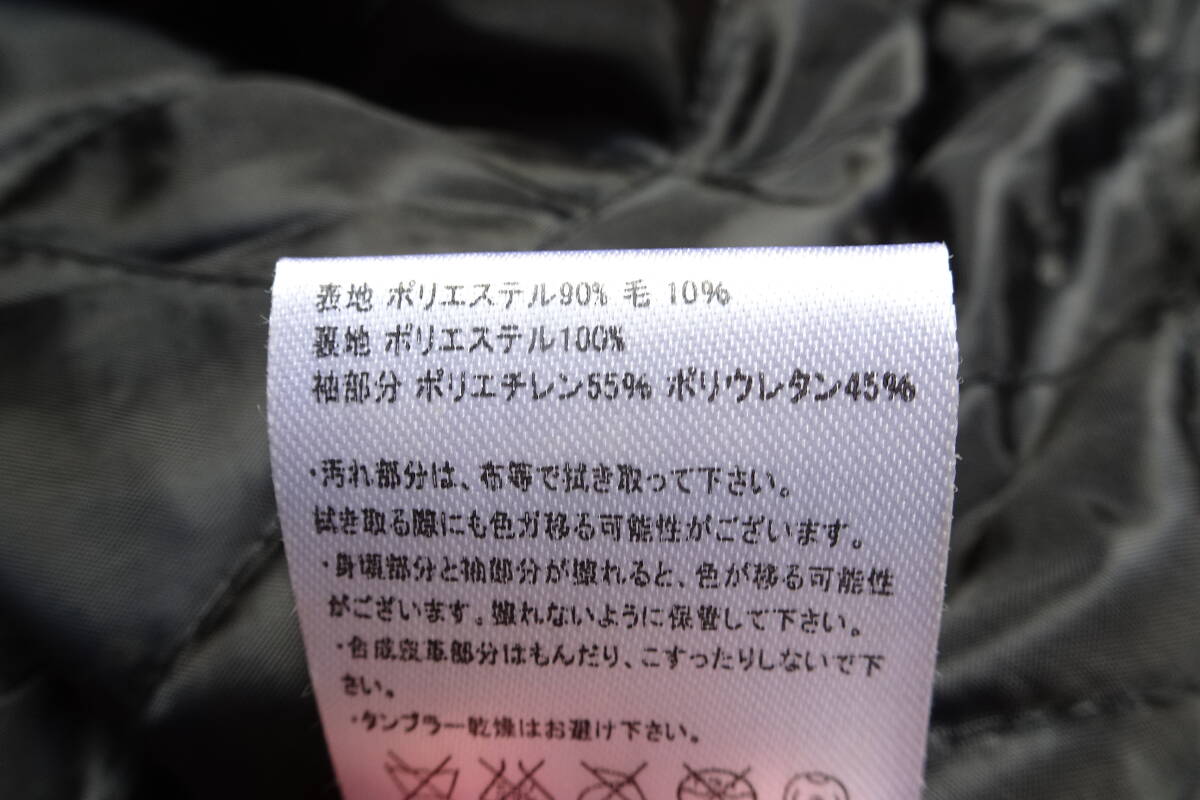 表地 ポリエステル90% 毛 10%
裏地 ポリエステル100%
袖部分 ポリエチレン55% ポリウレタン45%
・汚れ部分は、布等で拭き取って下さい。
拭き取る際にも色が移る可能性がございます。
・身頃部分と袖部分が擦れると、色が移る可能性
がございます。擦れないように保管して下さい。
・合成皮革部分はもんだり、こすったりしないで下
さい。
・タンブラー乾燥はお避け下さい。